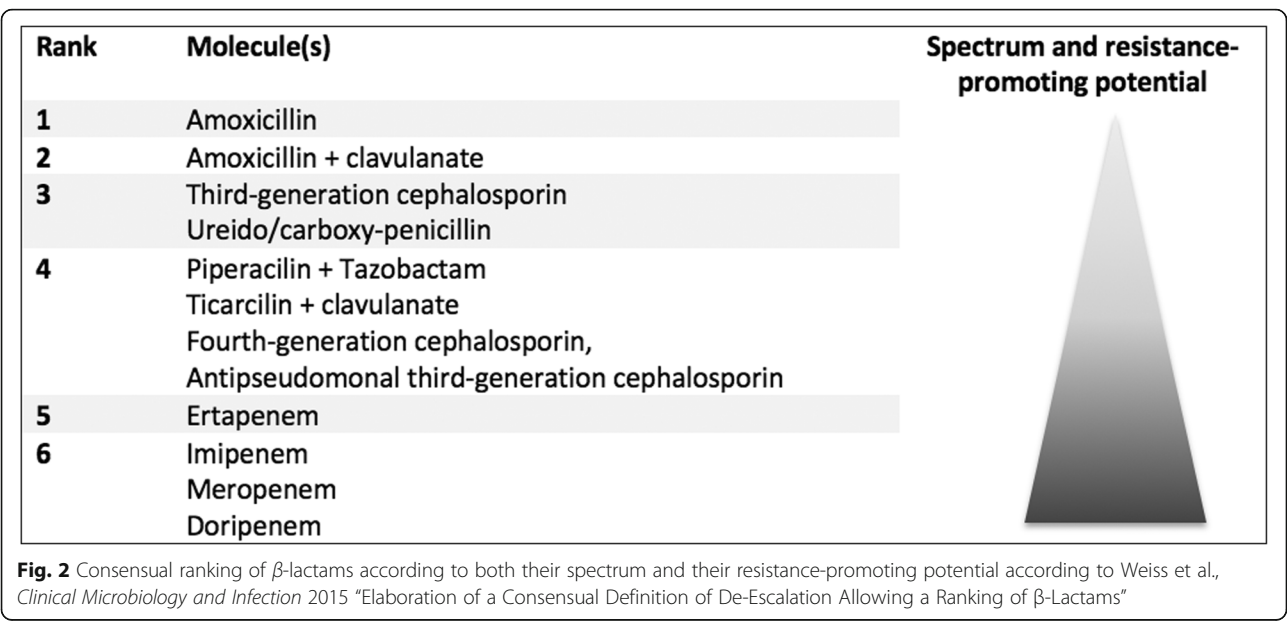 Rank Molecule(s) Spectrum and resistance-
promoting potential
1 Amoxicillin
2 Amoxicillin + clavulanate
3 Third-generation cephalosporin
Ureido/carboxy-penicillin
4 Piperacilin + Tazobactam
Ticarcilin + clavulanate
Fourth-generation cephalosporin,
Antipseudomonal third-generation cephalosporin
5 Ertapenem
6 Imipenem
Meropenem
Doripenem
Fig. 2 Consensual ranking of β-lactams according to both their spectrum and their resistance-promoting potential according to Weiss et al.,
Clinical Microbiology and Infection 2015 “Elaboration of a Consensual Definition of De-Escalation Allowing a Ranking of β-Lactams”